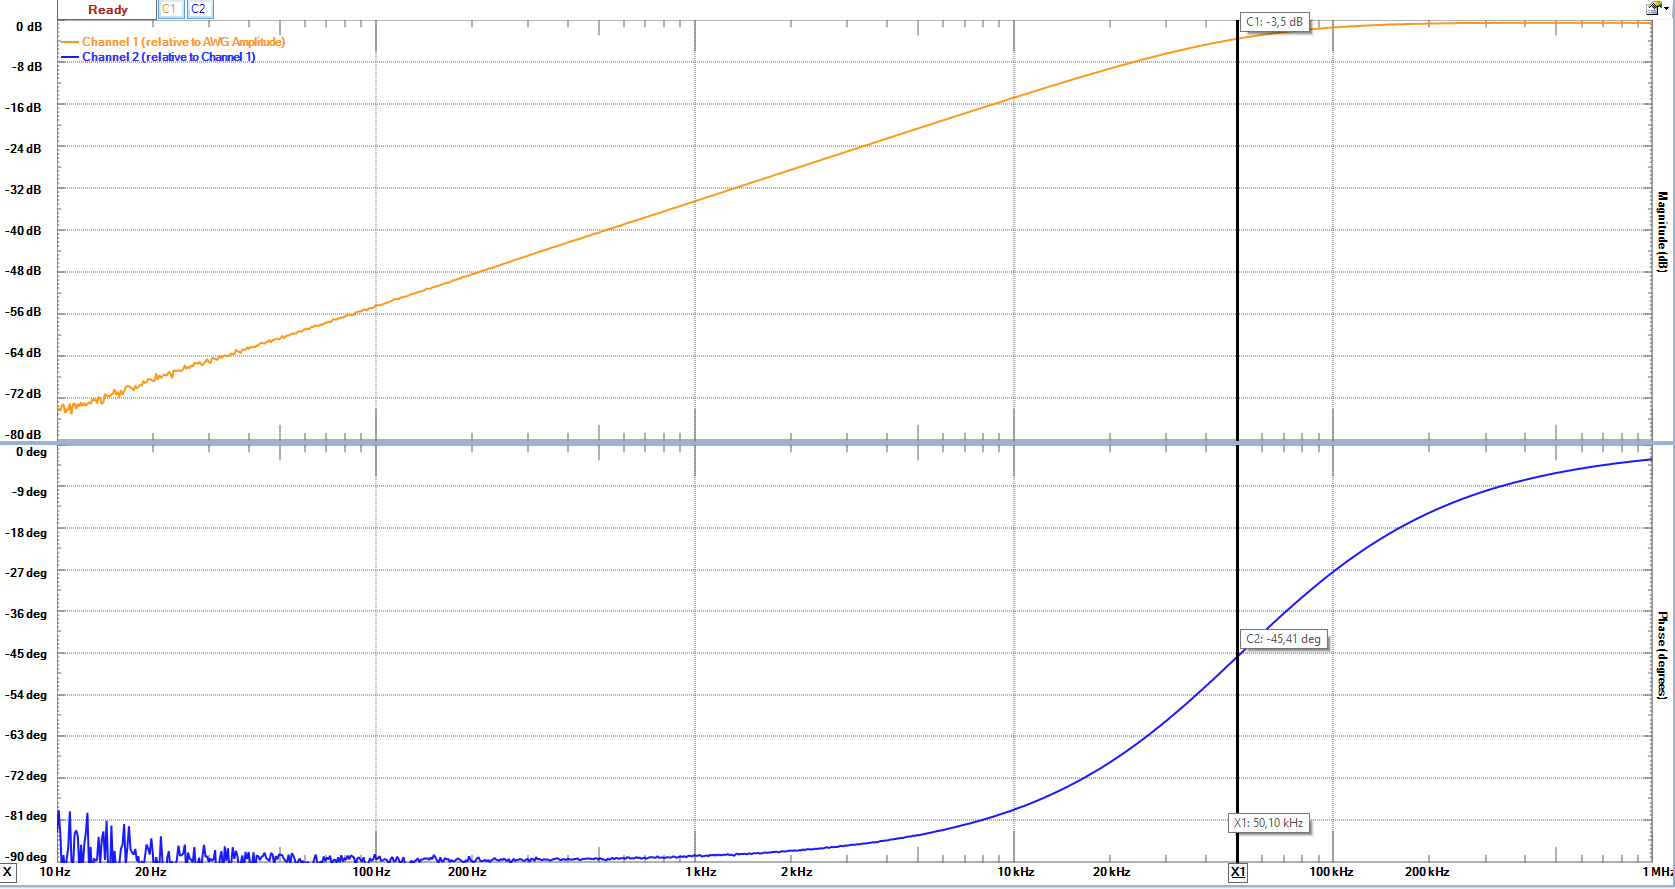 Ready C1 C2
0 dB
C1: -3,5 dB
Channel 1 (relative to AWG Amplitude)
Channel 2 (relative to Channel 1)
-8 dB
-16 dB
-24 dB
-32 dB
-40 dB
-48 dB
-56 dB
-64 dB
-72 dB
-80 dB
Magnitude (dB)
0 deg
-9 deg
-18 deg
-27 deg
-36 deg
C2: -45,41 deg
-45 deg
-54 deg
-63 deg
-72 deg
-81 deg
X1: 50,10 kHz
-90 deg
Phase (degrees)
X 10 Hz 20 Hz 100 Hz 200 Hz 1 kHz 2 kHz 10 kHz 20 kHz X1 100 kHz 200 kHz 1 MHz